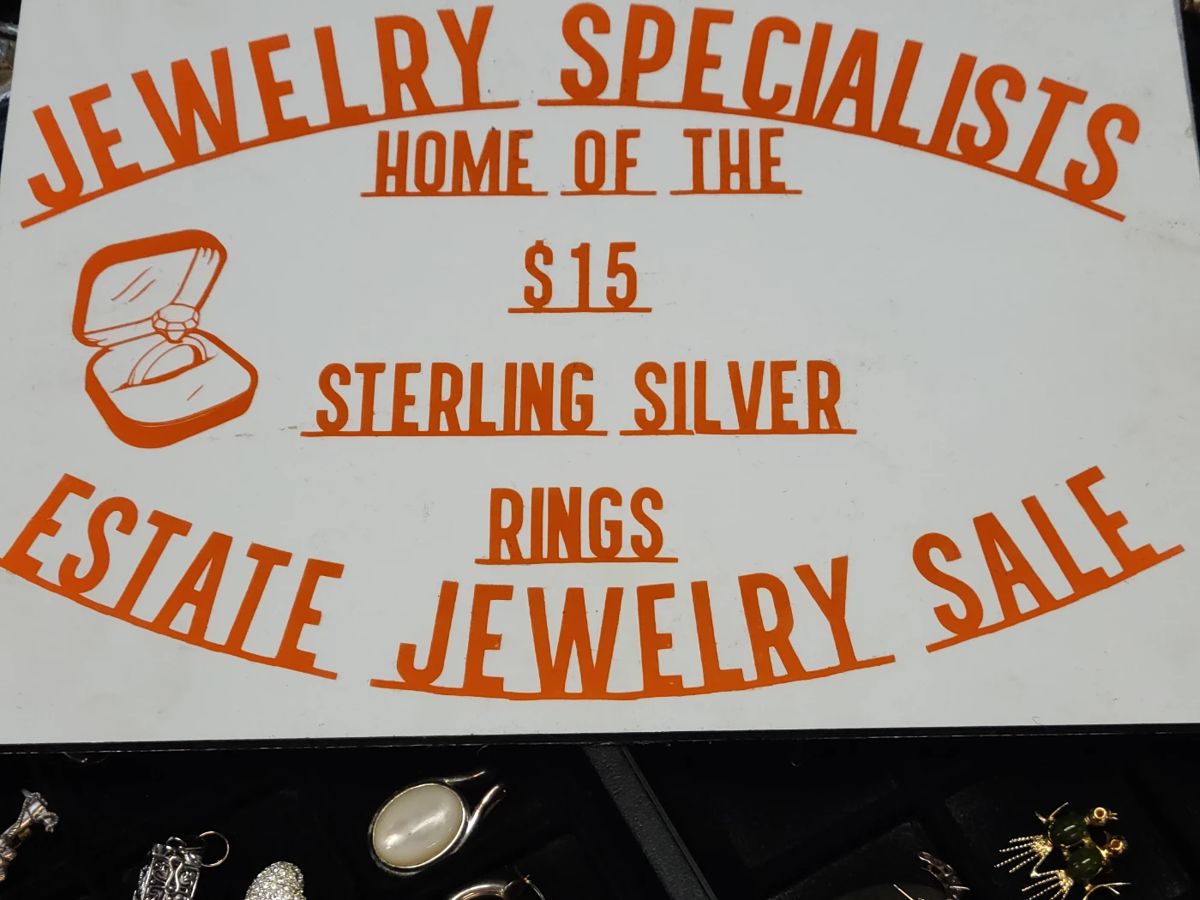 JEWELRY SPECIALISTS
HOME OF THE
$15
STERLING SILVER
RINGS
ESTATE JEWELRY SALE